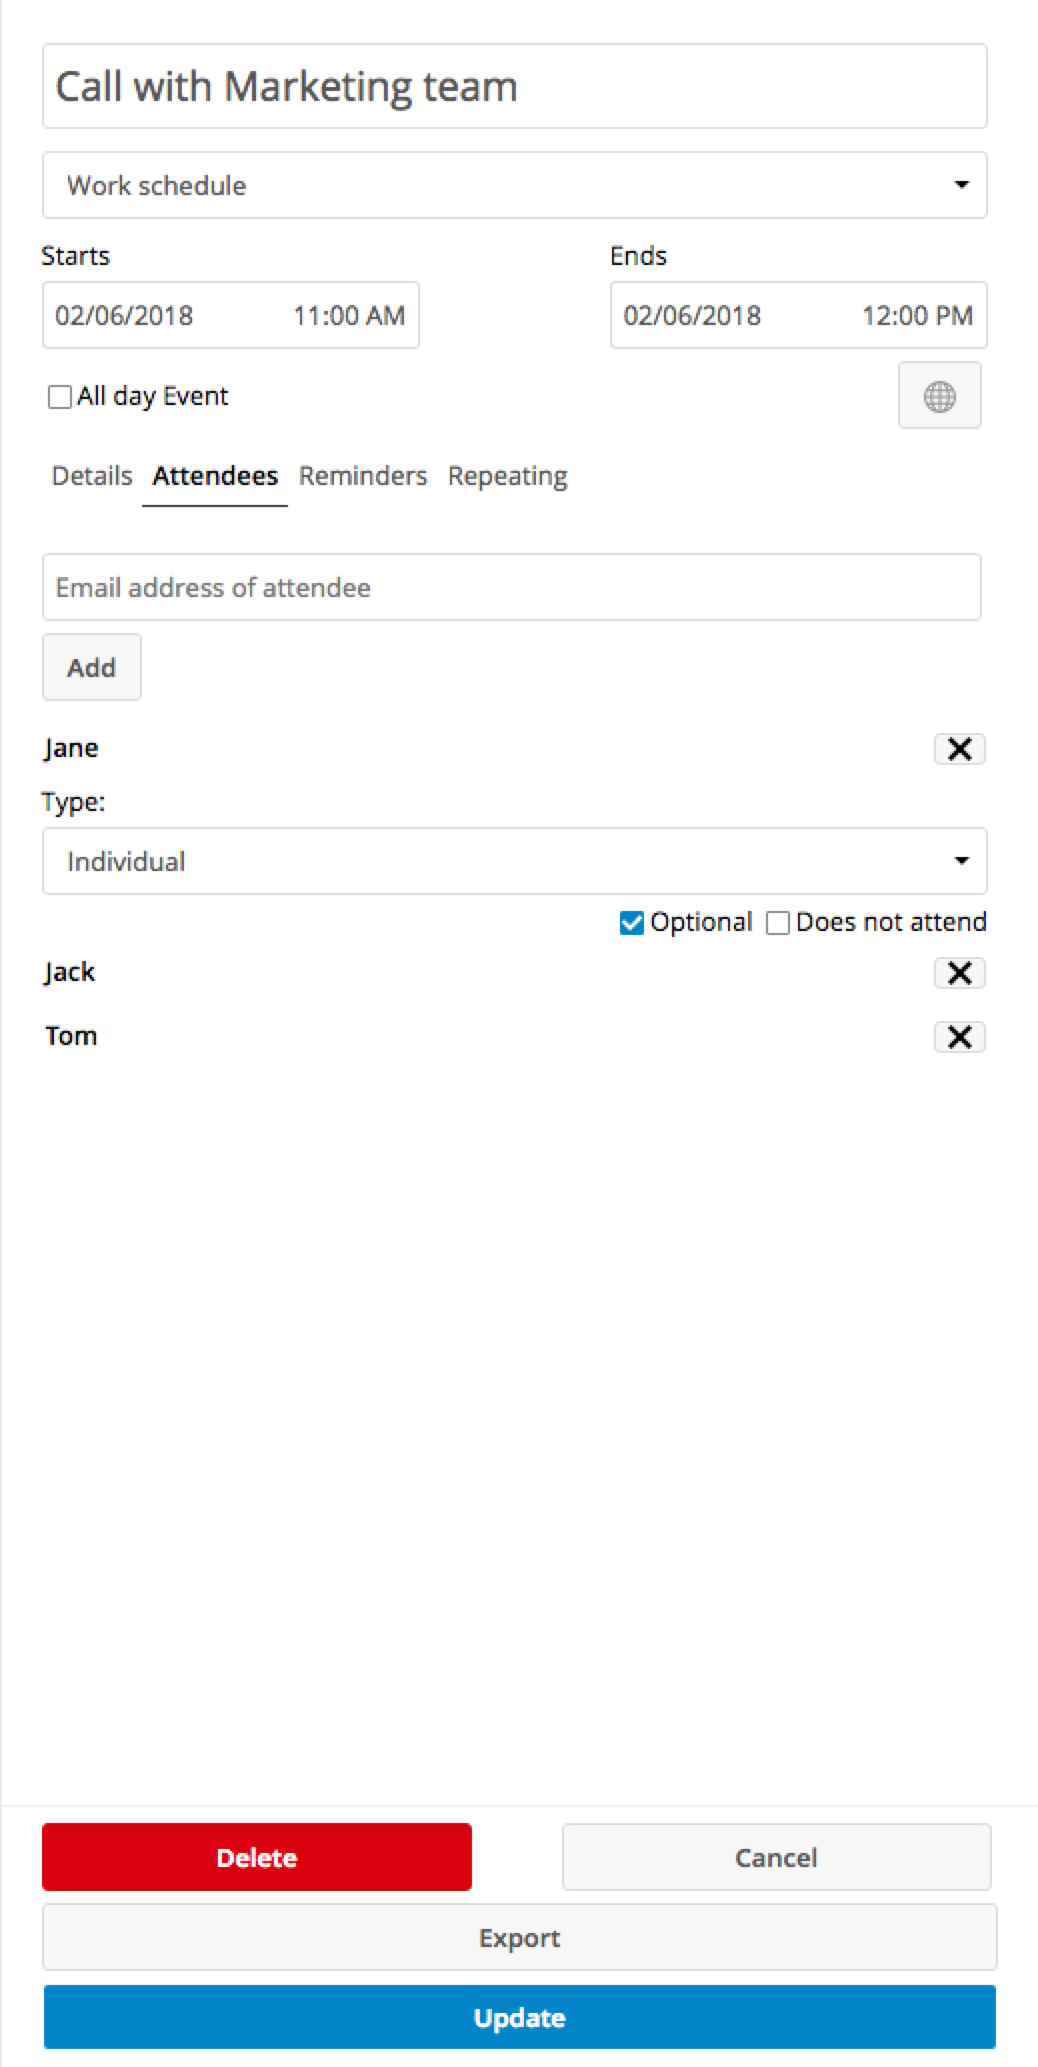 Call with Marketing team
Work schedule
Starts Ends
02/06/2018 11:00 AM 02/06/2018 12:00 PM
All day Event
Details Attendees Reminders Repeating
Email address of attendee
Add
Jane
Type:
Individual
Optional Does not attend
Jack
Tom
Delete Cancel
Export
Update